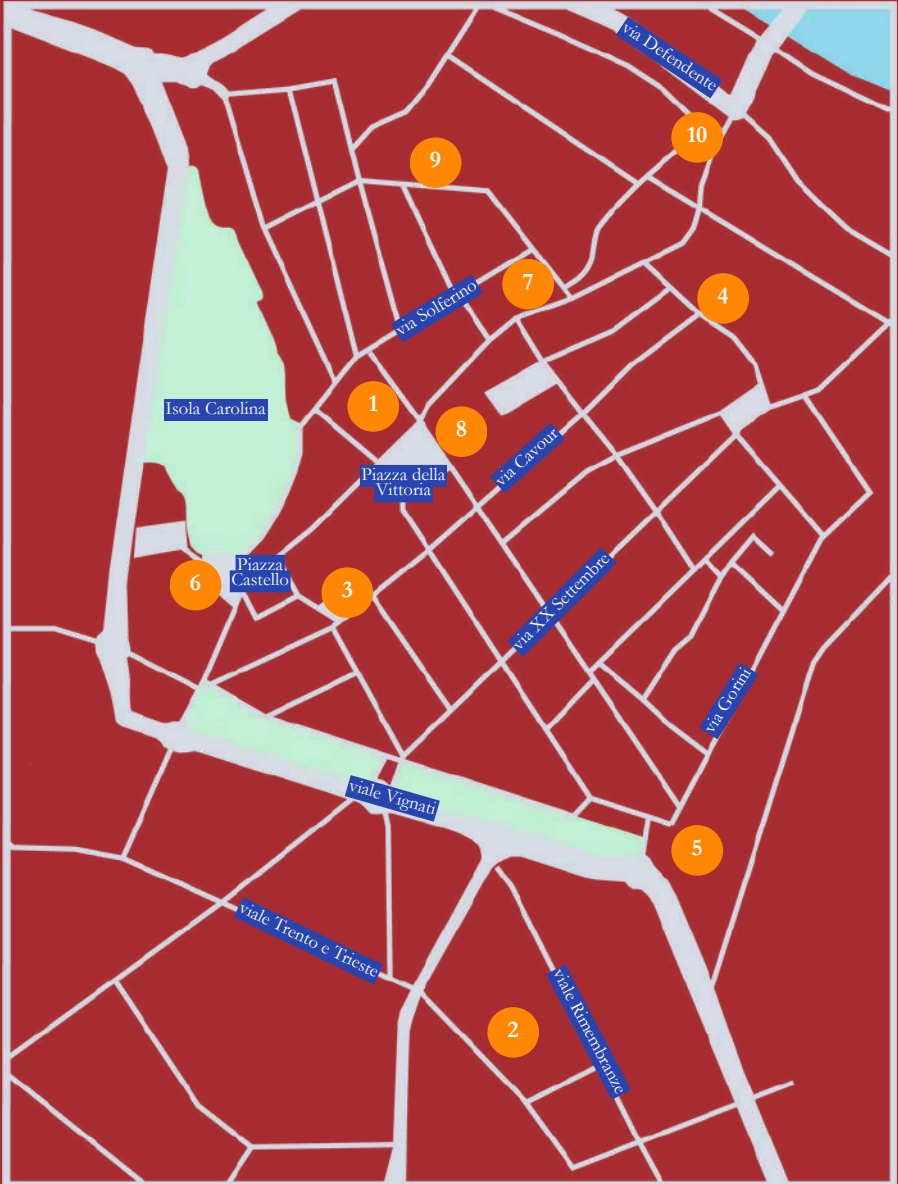 via Defendente
10
9
7
4
via Solferino
Isola Carolina
1
8
via Cavour
Piazza della
Vittoria
Piazza
Castello
6
3
via XX Settembre
via Gorini
viale Vignati
5
viale Trento e Trieste
viale Rimembranze
2